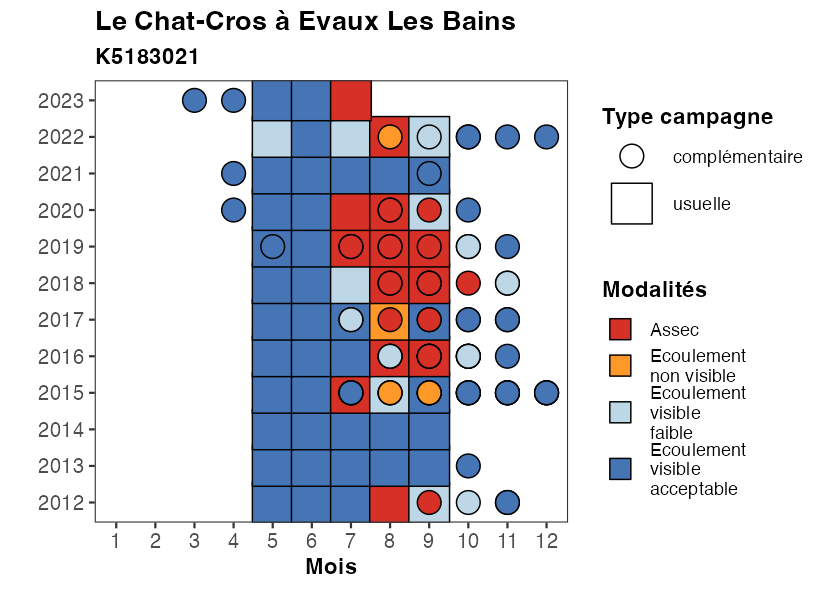 Le Chat-Cros à Evaux Les Bains
K5183021
2023
2022
2021
2020
2019
2018
2017
2016
2015
2014
2013
2012
1 2 3 4 5 6 7 8 9 10 11 12
Mois
Type campagne
complémentaire
usuelle
Modalités
Assec
Ecoulement
non visible
Ecoulement
visible
faible
Ecoulement
visible
acceptable